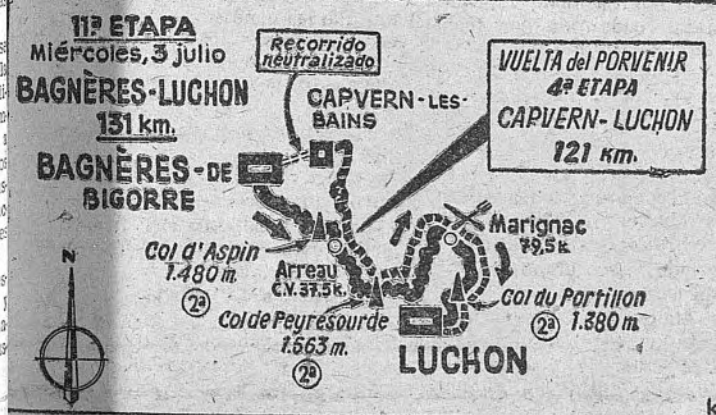 11ª ETAPA
Miércoles, 3 julio
BAGNÈRES-LUCHON
131 km.
Recorrido
neutralizado
CAPVERN-LES-
BAINS
VUELTA del PORVENIR
4ª ETAPA
CAPVERN-LUCHON
121 Km.
BAGNÈRES-DE
BIGORRE
Col d'Aspin
1.480 m.
2ª
Arreau
C.V. 37,5 K.
Marignac
79,5 K
N
Col de Peyresourde
1.563 m.
2ª
Col du Portillon
2ª 1.380 m
LUCHON